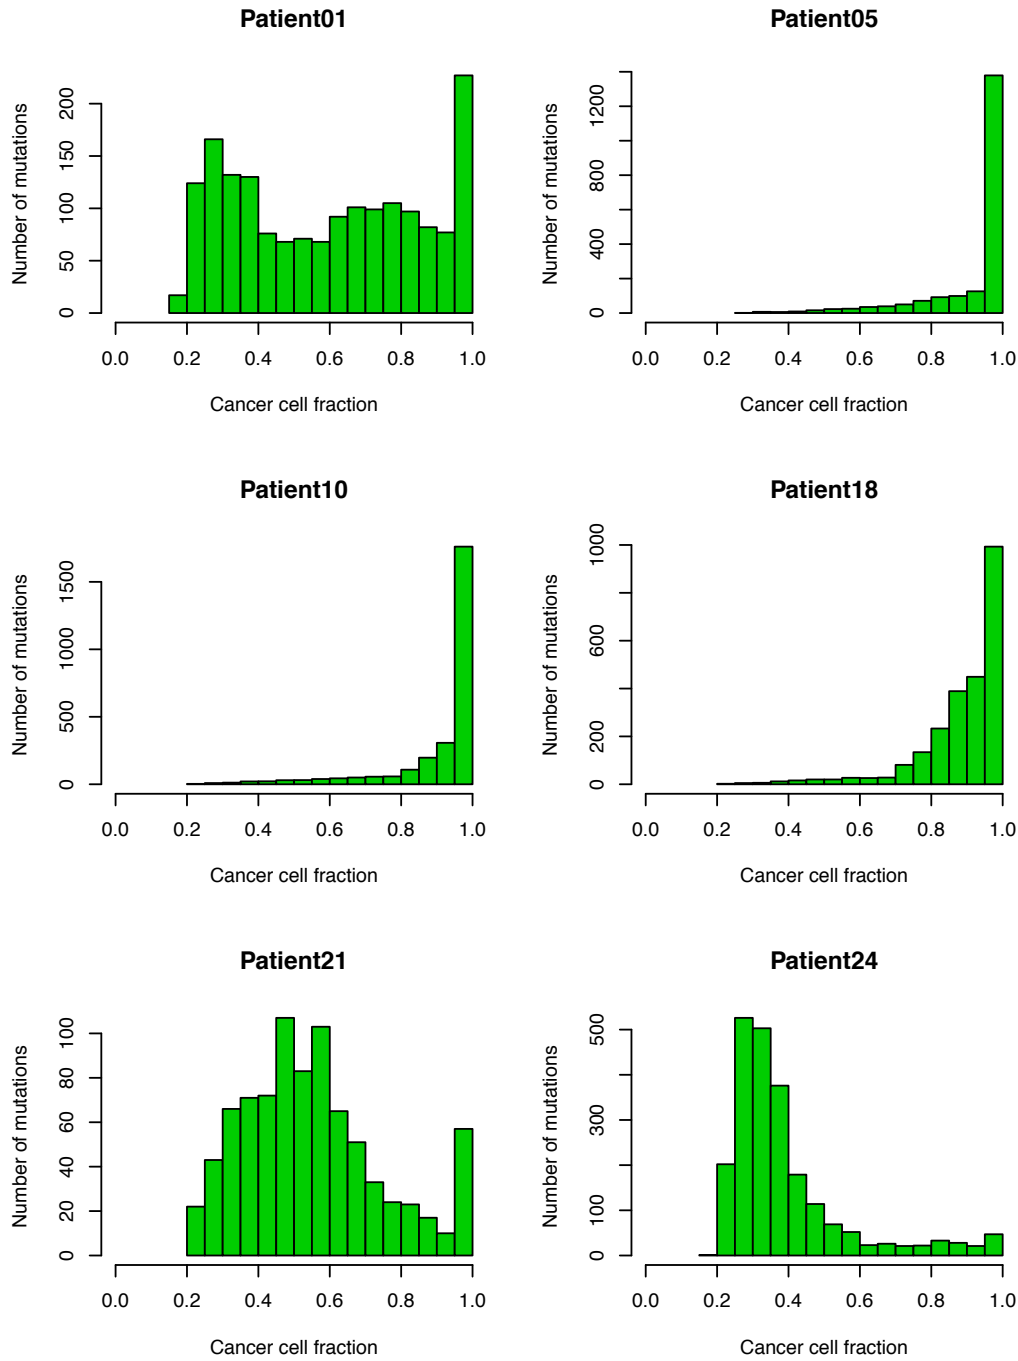 Patient01
Number of mutations
0 50 100 150 200
0.0 0.2 0.4 0.6 0.8 1.0
Cancer cell fraction
Patient05
Number of mutations
0 400 800 1200
0.0 0.2 0.4 0.6 0.8 1.0
Cancer cell fraction
Patient10
Number of mutations
0 500 1000 1500
0.0 0.2 0.4 0.6 0.8 1.0
Cancer cell fraction
Patient18
Number of mutations
0 200 600 1000
0.0 0.2 0.4 0.6 0.8 1.0
Cancer cell fraction
Patient21
Number of mutations
0 20 40 60 80 100
0.0 0.2 0.4 0.6 0.8 1.0
Cancer cell fraction
Patient24
Number of mutations
0 100 300 500
0.0 0.2 0.4 0.6 0.8 1.0
Cancer cell fraction